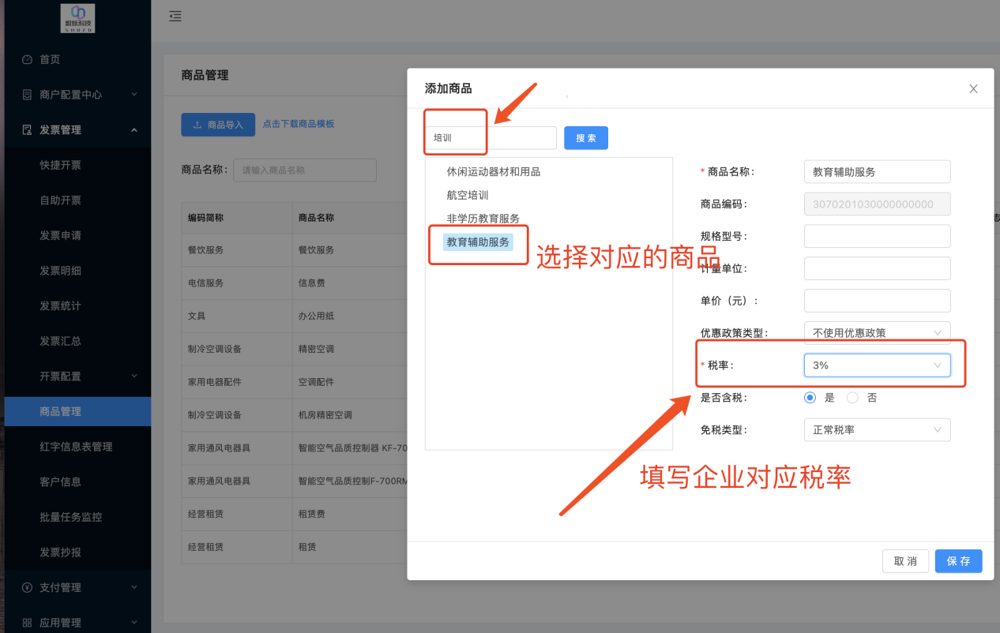 数族科技
SHUZU
首页
商户配置中心
发票管理
快捷开票
自助开票
发票申请
发票明细
发票统计
发票汇总
开票配置
商品管理
红字信息表管理
客户信息
批量任务监控
发票抄报
支付管理
应用管理
商品管理
商品导入
点击下载商品模板
商品名称：
请输入商品名称
编码简称 商品名称
餐饮服务 餐饮服务
电信服务 信息费
文具 办公用纸
制冷空调设备 精密空调
家用电器配件 空调配件
制冷空调设备 机房精密空调
家用通风电器具 智能空气品质控制器 KF-70
家用通风电器具 智能空气品质控制F-700RM
经营租赁 租赁费
经营租赁 租赁
添加商品
培训
搜 索
休闲运动器材和用品
航空培训
非学历教育服务
教育辅助服务
选择对应的商品
* 商品名称： 教育辅助服务
商品编码： 3070201030000000000
规格型号：
计量单位：
单价（元）：
优惠政策类型： 不使用优惠政策
* 税率： 3%
是否含税： 是 否
免税类型： 正常税率
填写企业对应税率
取 消
保 存